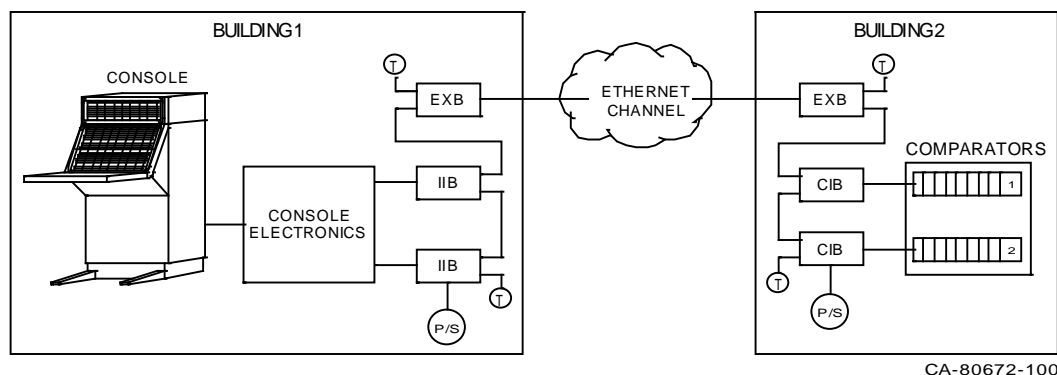 BUILDING1
CONSOLE
T
EXB
IIB
CONSOLE
ELECTRONICS
IIB
T
P/S
ETHERNET
CHANNEL
BUILDING2
T
EXB
COMPARATORS
CIB
1
CIB
2
T
P/S
CA-80672-100